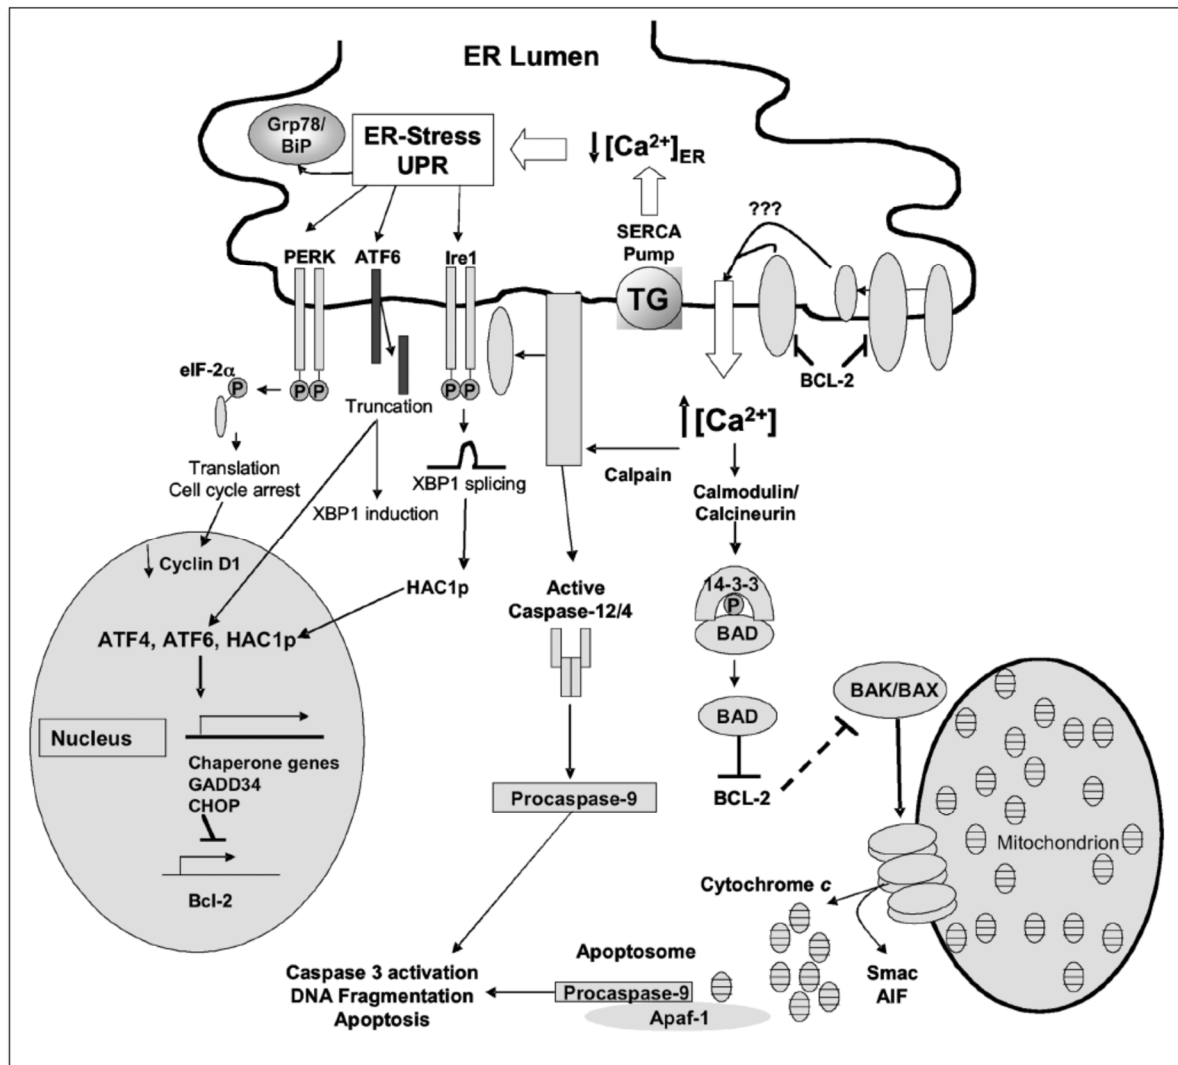 ER Lumen
Grp78/
BiP
ER-Stress
UPR
[Ca²⁺]ER
???
SERCA
Pump
PERK
ATF6
Ire1
TG
eIF-2α
P
P P
P P
BCL-2
Truncation
[Ca²⁺]
Translation
Cell cycle arrest
XBP1 splicing
Calpain
Calmodulin/
Calcineurin
XBP1 induction
Cyclin D1
HAC1p
Active
Caspase-12/4
14-3-3
P
BAD
ATF4, ATF6, HAC1p
BAK/BAX
BAD
Nucleus
Chaperone genes
GADD34
CHOP
Procaspase-9
BCL-2
Mitochondrion
Bcl-2
Cytochrome c
Apoptosome
Smac
AIF
Caspase 3 activation
DNA Fragmentation
Apoptosis
Procaspase-9
Apaf-1